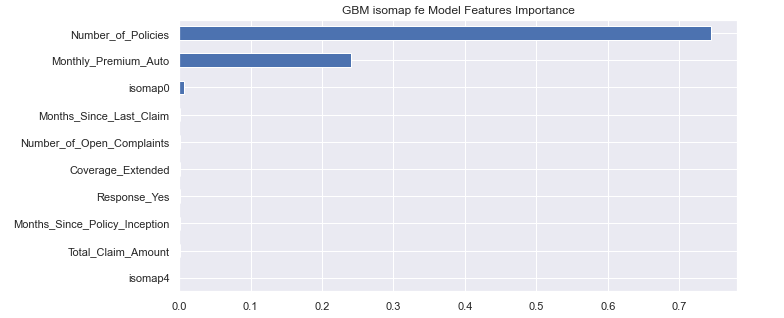 GBM isomap fe Model Features Importance
Number_of_Policies
Monthly_Premium_Auto
isomap0
Months_Since_Last_Claim
Number_of_Open_Complaints
Coverage_Extended
Response_Yes
Months_Since_Policy_Inception
Total_Claim_Amount
isomap4
0.0 0.1 0.2 0.3 0.4 0.5 0.6 0.7